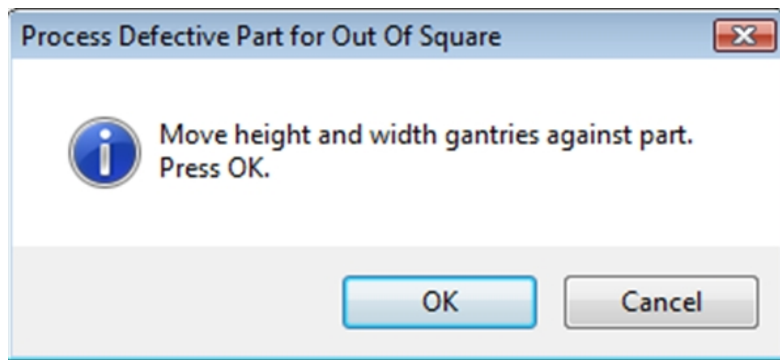 Process Defective Part for Out Of Square
Move height and width gantries against part.
Press OK.
OK
Cancel